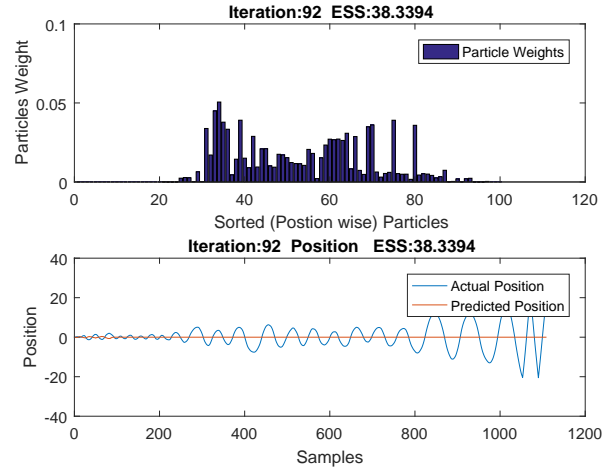 Iteration:92 ESS:38.3394
0.1
0.05
0
Particles Weight
Particle Weights
0 20 40 60 80 100 120
Sorted (Postion wise) Particles
Iteration:92 Position ESS:38.3394
40
20
0
-20
-40
Position
Actual Position
Predicted Position
0 200 400 600 800 1000 1200
Samples